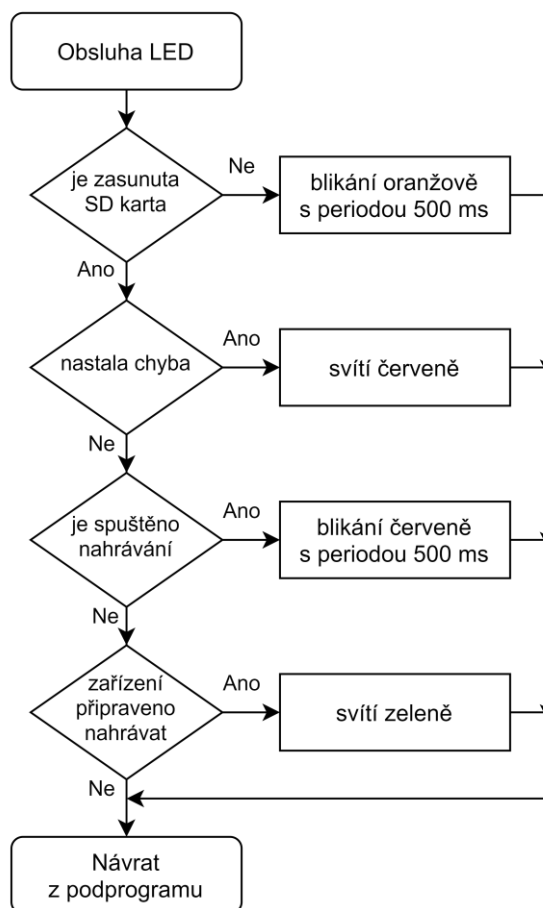 Obsluha LED
je zasunuta
SD karta
Ne
blikání oranžově
s periodou 500 ms
Ano
nastala chyba
Ano
svítí červeně
Ne
je spuštěno
nahrávání
Ano
blikání červeně
s periodou 500 ms
Ne
zařízení
připraveno
nahrávat
Ano
svítí zeleně
Ne
Návrat
z podprogramu